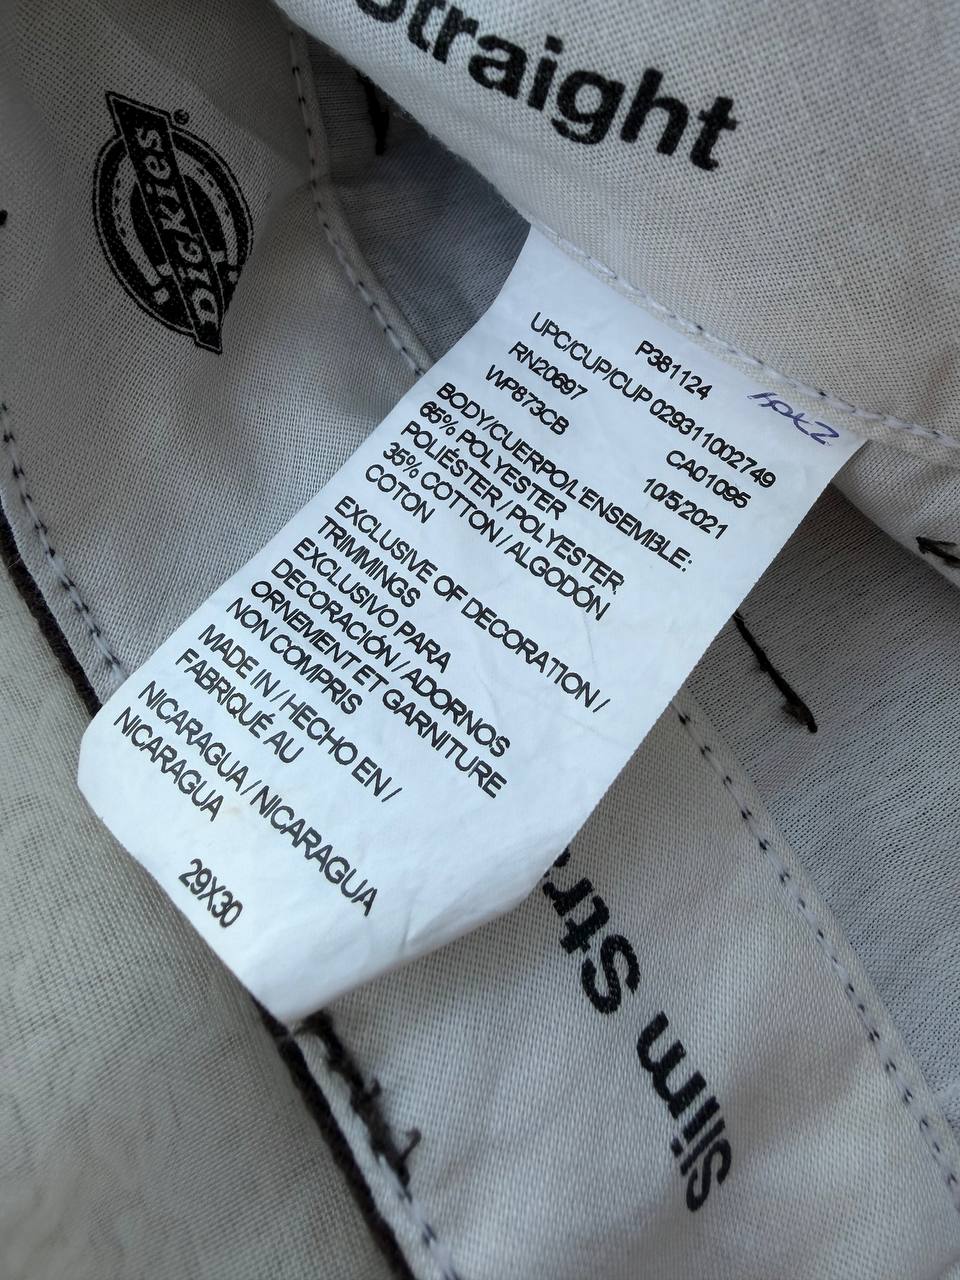 Straight
Dickies®
P381124
UPC/CUP/CUP 029311002749
RN20697 CA01095
WP873CB 10/5/2021
BODY/CUERPO/L'ENSEMBLE:
65% POLYESTER
POLIÉSTER / POLYESTER
35% COTTON / ALGODÓN
COTON
EXCLUSIVE OF DECORATION /
TRIMMINGS
EXCLUSIVO PARA
DECORACIÓN / ADORNOS
ORNEMENT ET GARNITURE
NON COMPRIS
MADE IN / HECHO EN /
FABRIQUÉ AU
NICARAGUA / NICARAGUA
NICARAGUA
29X30
Slim Str